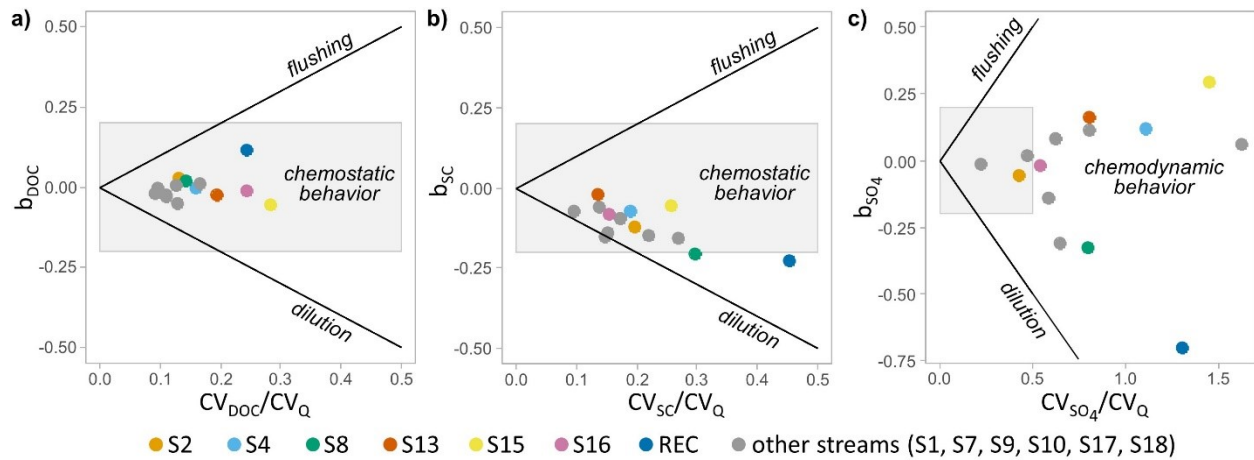 a)
0.50
0.25
0.00
-0.25
-0.50
b_DOC
flushing
chemostatic
behavior
dilution
0.0 0.1 0.2 0.3 0.4 0.5
CV_DOC/CV_Q
b)
0.50
0.25
0.00
-0.25
-0.50
b_SC
flushing
chemostatic
behavior
dilution
0.0 0.1 0.2 0.3 0.4 0.5
CV_SC/CV_Q
c)
0.50
0.25
0.00
-0.25
-0.50
-0.75
b_SO4
flushing
chemodynamic
behavior
dilution
0.0 0.5 1.0 1.5
CV_SO4/CV_Q
S2 S4 S8 S13 S15 S16 REC other streams (S1, S7, S9, S10, S17, S18)